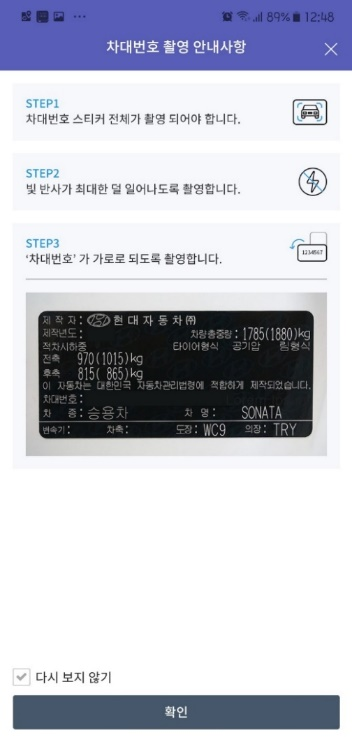 89% 12:48
차대번호 촬영 안내사항
STEP1
차대번호 스티커 전체가 촬영 되어야 합니다.
STEP2
빛 반사가 최대한 덜 일어나도록 촬영합니다.
STEP3
‘차대번호’ 가 가로로 되도록 촬영합니다.
1234567
제 작 자 : 현 대 자 동 차 ㈜
제작년도 : 차량총중량 : 1785(1880)kg
적차시하중 타이어형식 공기압 림형식
전축 970(1015)kg
후축 815( 865)kg
이 자동차는 대한민국 자동차관리법령에 적합하게 제작되었습니다.
차대번호 :
차 종 : 승용차 차 명 : SONATA
변속기 : 차축 : 도장 : WC9 의장 : TRY
다시 보지 않기
확인